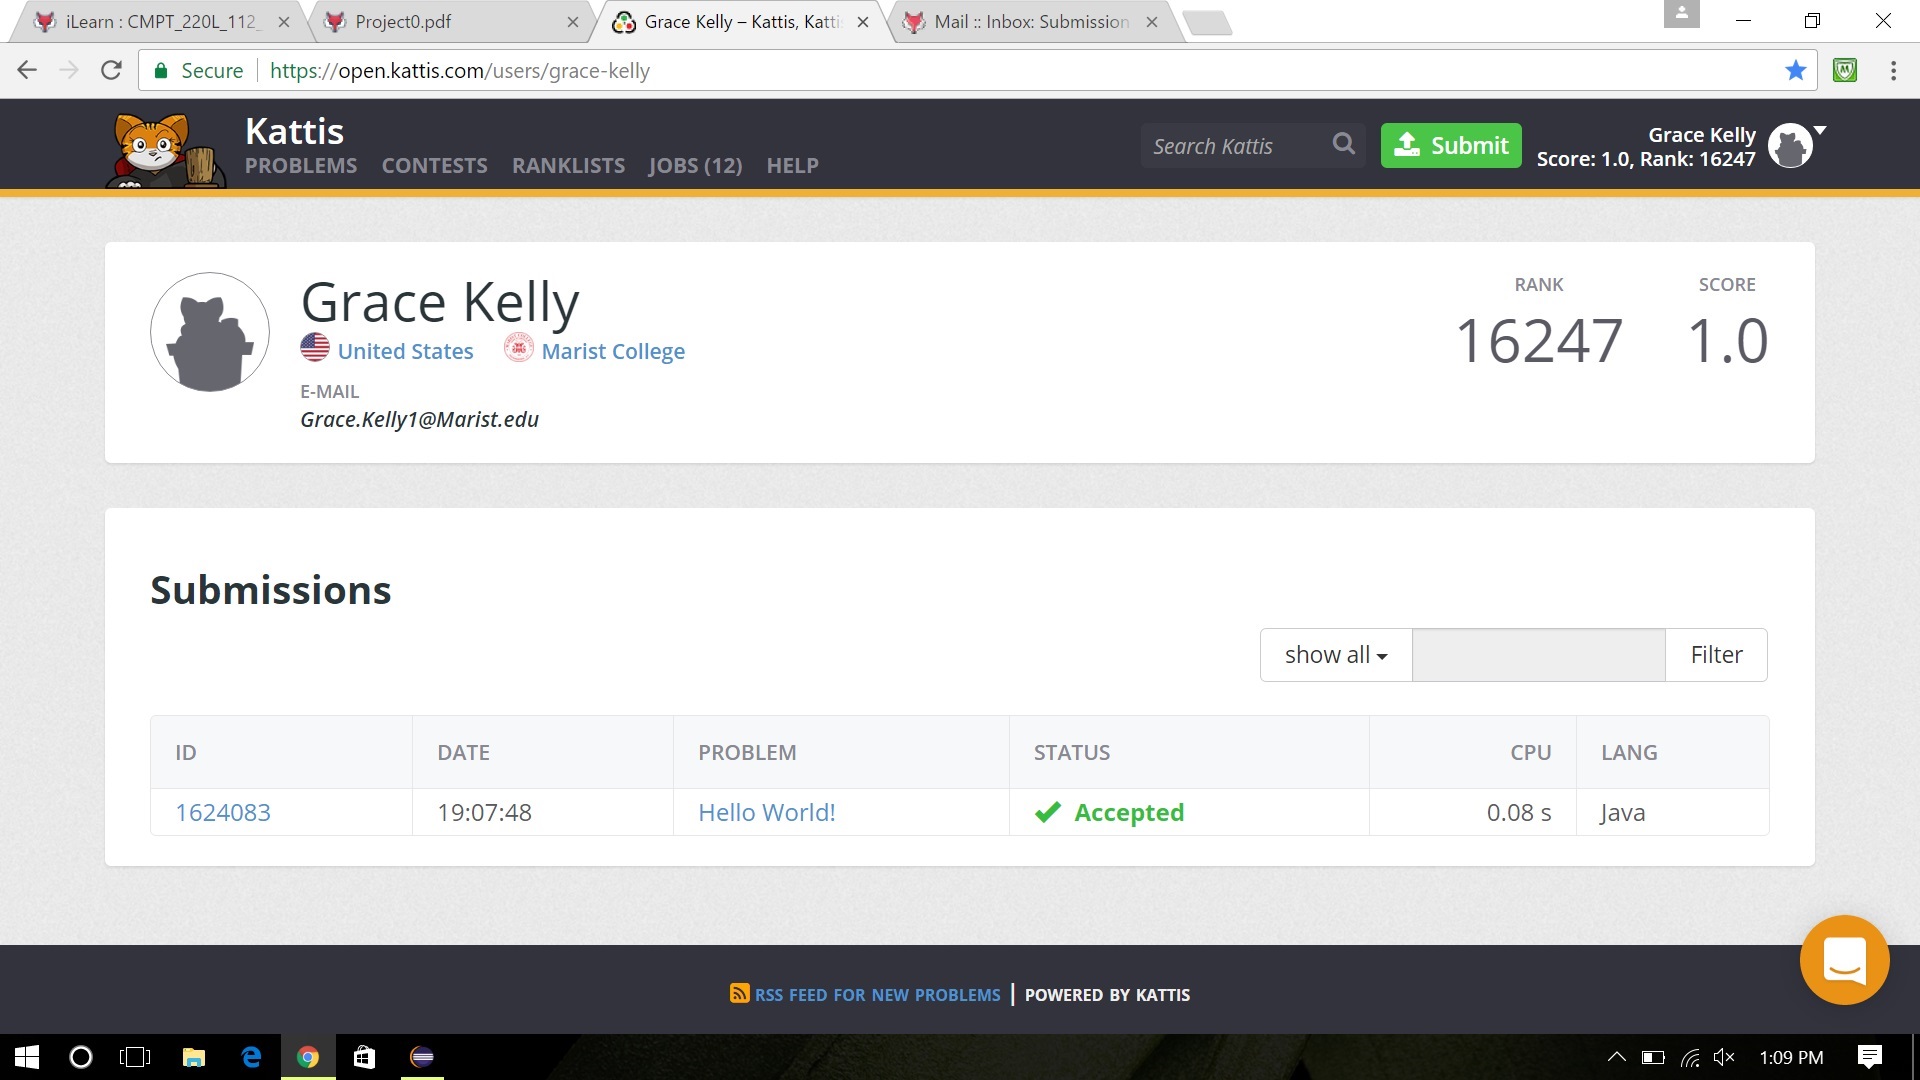 iLearn : CMPT_220L_112_
Project0.pdf
Grace Kelly – Kattis, Katti
Mail :: Inbox: Submission
Secure
https://open.kattis.com/users/grace-kelly
Kattis
PROBLEMS CONTESTS RANKLISTS JOBS (12) HELP
Search Kattis
Submit
Grace Kelly
Score: 1.0, Rank: 16247
Grace Kelly
United States Marist College
E-MAIL
Grace.Kelly1@Marist.edu
RANK SCORE
16247 1.0
Submissions
show all Filter
ID DATE PROBLEM STATUS CPU LANG
1624083 19:07:48 Hello World! Accepted 0.08 s Java
RSS FEED FOR NEW PROBLEMS | POWERED BY KATTIS
1:09 PM